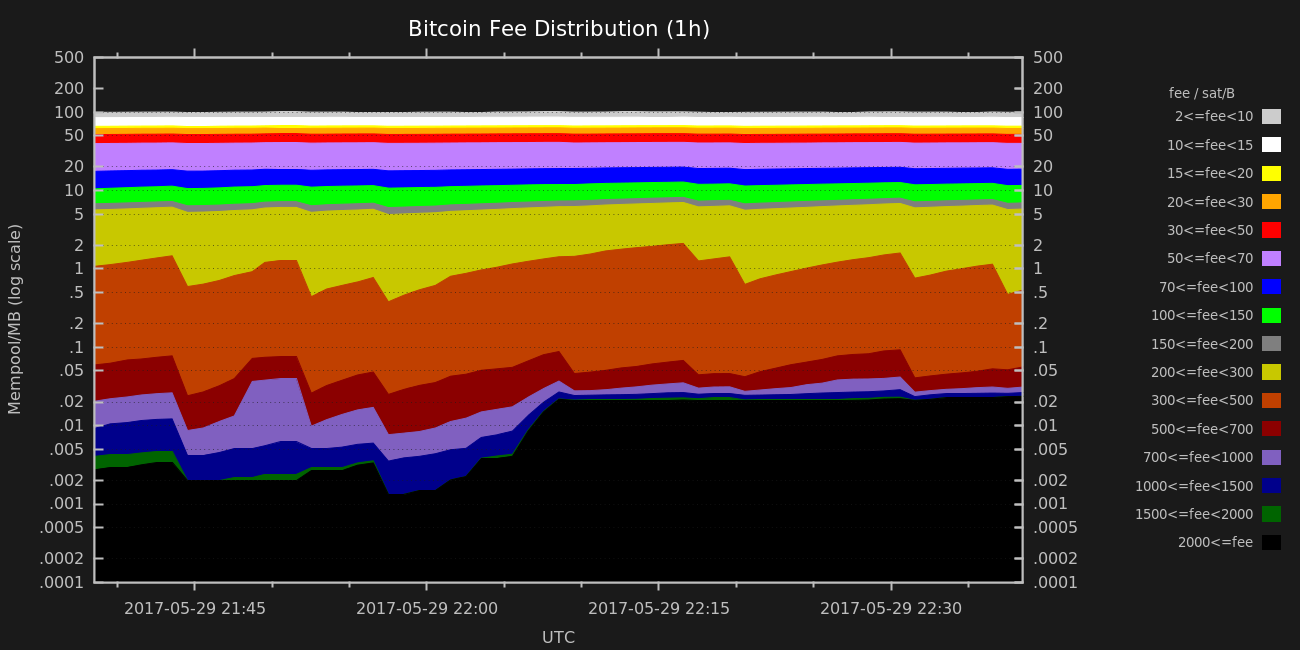 Bitcoin Fee Distribution (1h)
500
200
100
50
20
10
5
2
1
.5
.2
.1
.05
.02
.01
.005
.002
.001
.0005
.0002
.0001
Mempool/MB (log scale)
500
200
100
50
20
10
5
2
1
.5
.2
.1
.05
.02
.01
.005
.002
.001
.0005
.0002
.0001
2017-05-29 21:45
2017-05-29 22:00
2017-05-29 22:15
2017-05-29 22:30
UTC
fee / sat/B
2<=fee<10
10<=fee<15
15<=fee<20
20<=fee<30
30<=fee<50
50<=fee<70
70<=fee<100
100<=fee<150
150<=fee<200
200<=fee<300
300<=fee<500
500<=fee<700
700<=fee<1000
1000<=fee<1500
1500<=fee<2000
2000<=fee